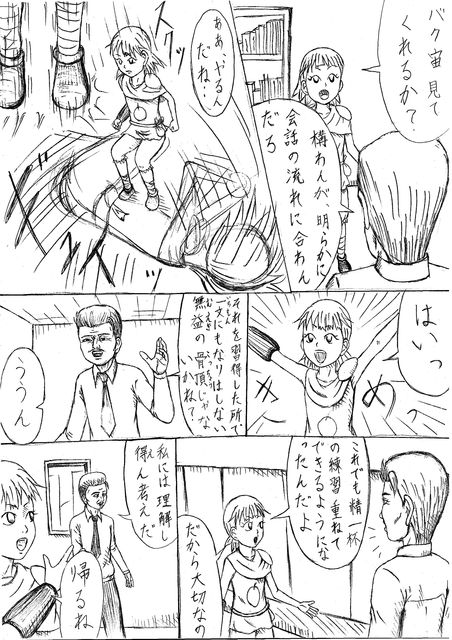 バク宙見て
くれるか？
構わんが、明らかに
会話の流れに合わん
だろ
ああ、やるん
だね！
スクッ
はいっ
それを習得した所で
一文にもなりはしない
無益の骨頂じゃな
いかね？
ううん
これでも精一杯
の練習重ねて
できるようにな
ったんだよ
だから大切なの
私には理解し
得ん考えだ
帰るね